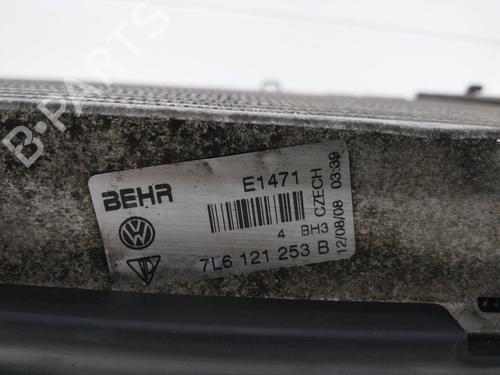 B-PARTS
BEHR
E1471
4 BH3
CZECH
12/08/08 03:39
7L6 121 253 B